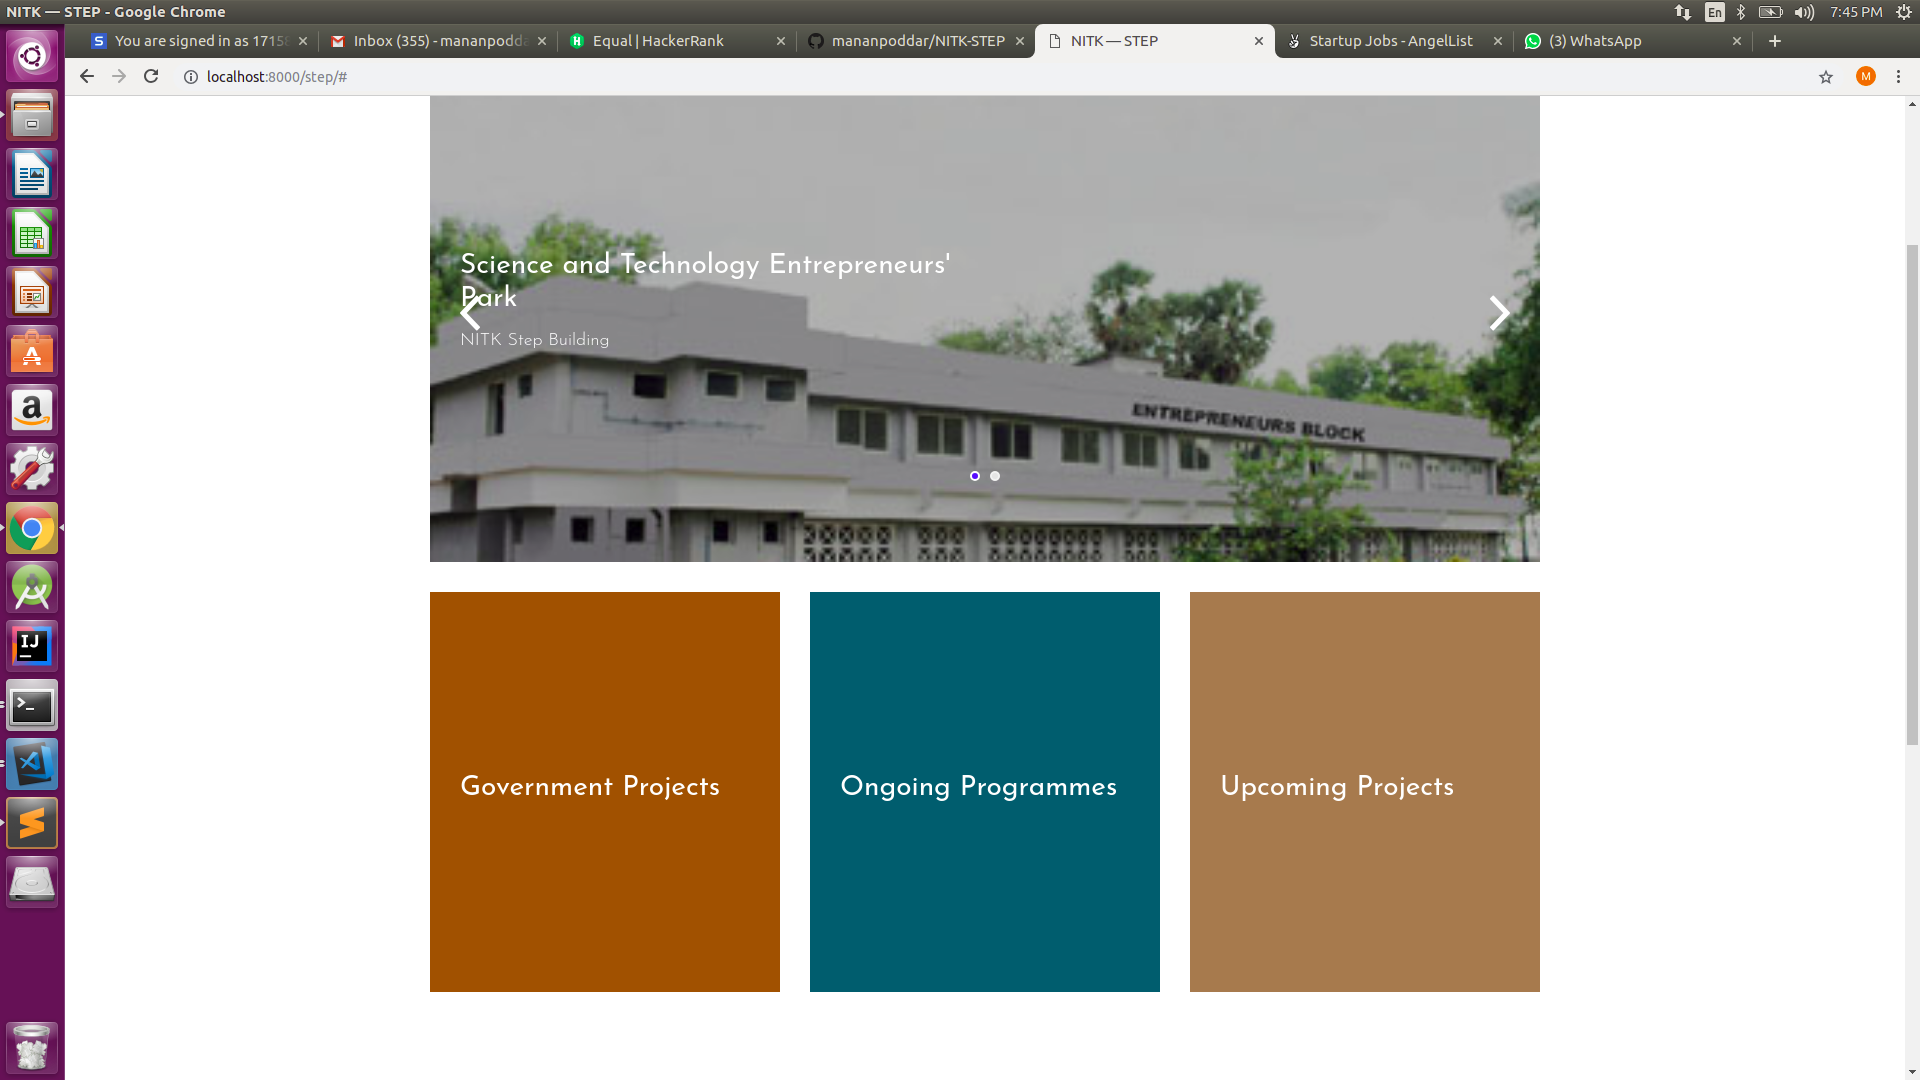 NITK — STEP - Google Chrome
En
7:45 PM
You are signed in as 1715
Inbox (355) - mananpodda
Equal | HackerRank
mananpoddar/NITK-STEP
NITK — STEP
Startup Jobs - AngelList
(3) WhatsApp
localhost:8000/step/#
M
Science and Technology Entrepreneurs'
Park
NITK Step Building
ENTREPRENEURS BLOCK
Government Projects
Ongoing Programmes
Upcoming Projects